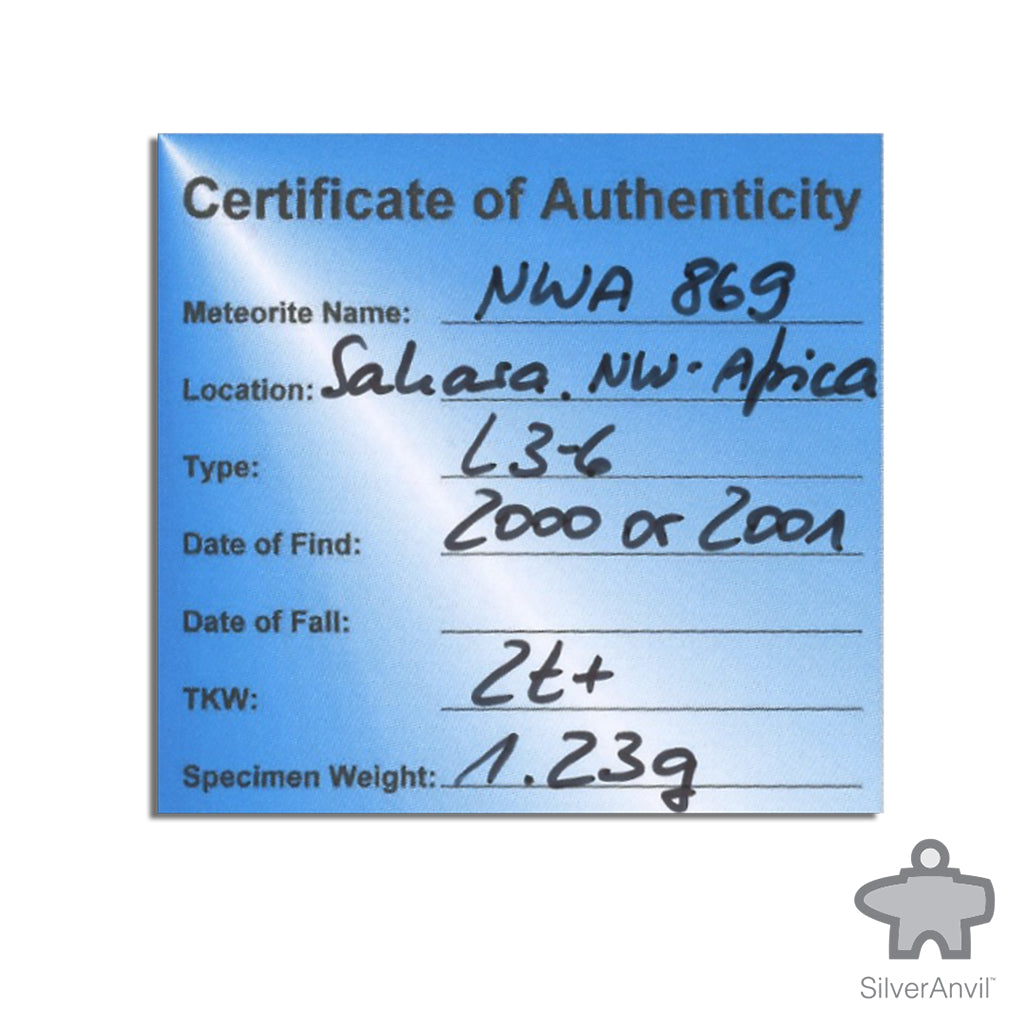 Certificate of Authenticity
Meteorite Name: NWA 869
Location: Sahara. NW-Africa
Type: L3-6
Date of Find: 2000 or 2001
Date of Fall:
TKW: 2t+
Specimen Weight: 1.23g
SilverAnvil™